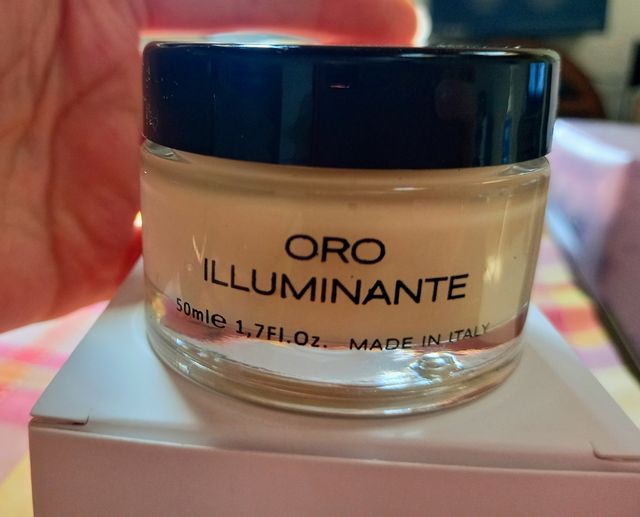 ORO
ILLUMINANTE
50mle 1,7Fl.Oz. MADE IN ITALY